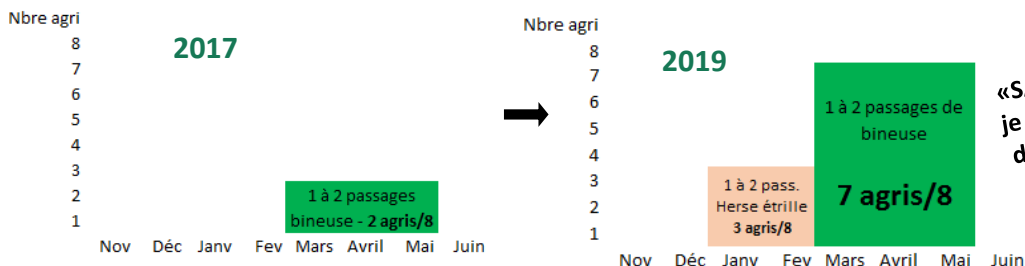 Nbre agri
8
2017
7
6
5
4
3
2
1
1 à 2 passages
bineuse - 2 agris/8
Nov Déc Janv Fev Mars Avril Mai Juin
Nbre agri
8
2019
7
6
5
4
3
2
1
1 à 2 pass.
Herse étrille
3 agris/8
1 à 2 passages de
bineuse
7 agris/8
Nov Déc Janv Fev Mars Avril Mai Juin
je